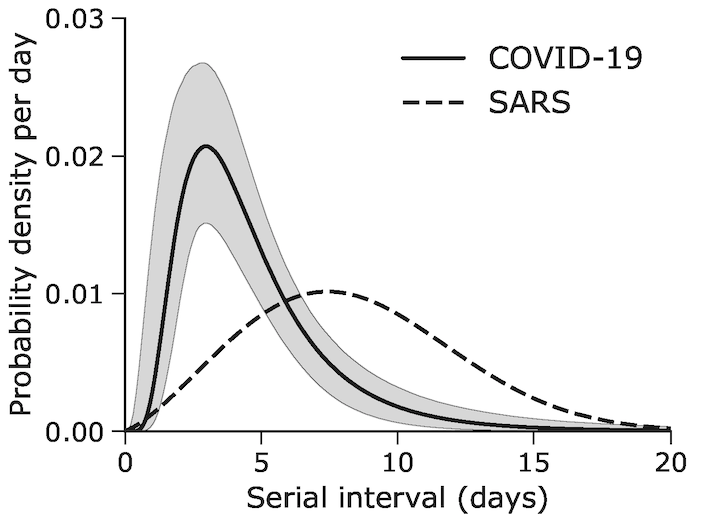 Probability density per day
0.03
0.02
0.01
0.00
COVID-19
SARS
0 5 10 15 20
Serial interval (days)